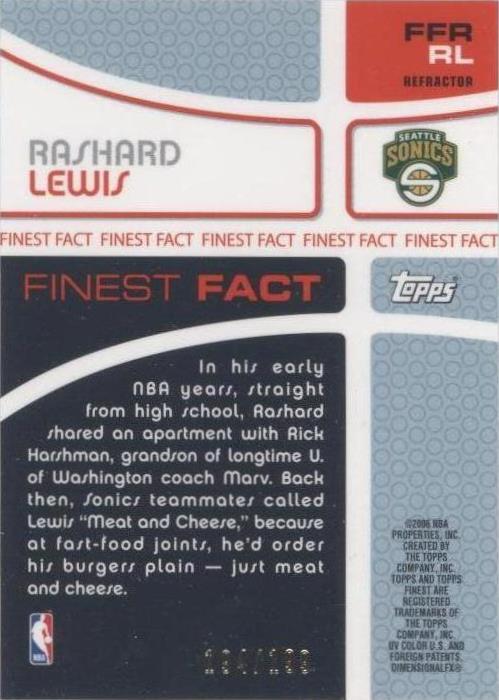 FFR
RL
REFRACTOR
RASHARD
LEWIS
SEATTLE
SONICS
FINEST FACT FINEST FACT FINEST FACT FINEST FACT FINEST FACT
FINEST FACT
topps
In his early
NBA years, straight
from high school, Rashard
shared an apartment with Rick
Harshman, grandson of longtime U.
of Washington coach Marv. Back
then, Sonics teammates called
Lewis "Meat and Cheese," because
at fast-food joints, he'd order
his burgers plain — just meat
and cheese.
©2006 NBA
PROPERTIES, INC.
CREATED BY
THE TOPPS
COMPANY, INC.
TOPPS AND TOPPS
FINEST ARE
REGISTERED
TRADEMARKS OF
THE TOPPS
COMPANY, INC.
UV COLOR U.S. AND
FOREIGN PATENTS,
DIMENSIONALFX®
NBA